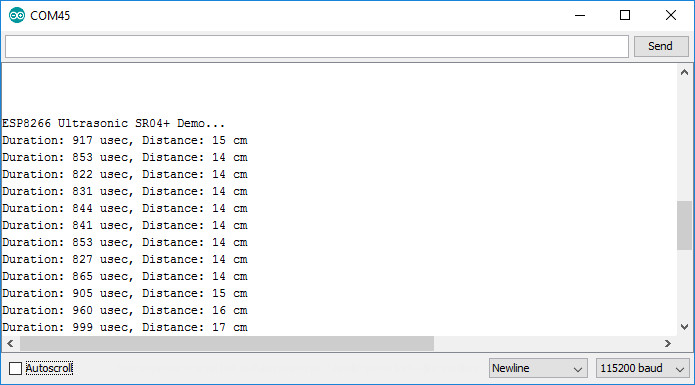 COM45
Send
ESP8266 Ultrasonic SR04+ Demo...
Duration: 917 usec, Distance: 15 cm
Duration: 853 usec, Distance: 14 cm
Duration: 822 usec, Distance: 14 cm
Duration: 831 usec, Distance: 14 cm
Duration: 844 usec, Distance: 14 cm
Duration: 841 usec, Distance: 14 cm
Duration: 853 usec, Distance: 14 cm
Duration: 827 usec, Distance: 14 cm
Duration: 865 usec, Distance: 14 cm
Duration: 905 usec, Distance: 15 cm
Duration: 960 usec, Distance: 16 cm
Duration: 999 usec, Distance: 17 cm
Autoscroll
Newline
115200 baud